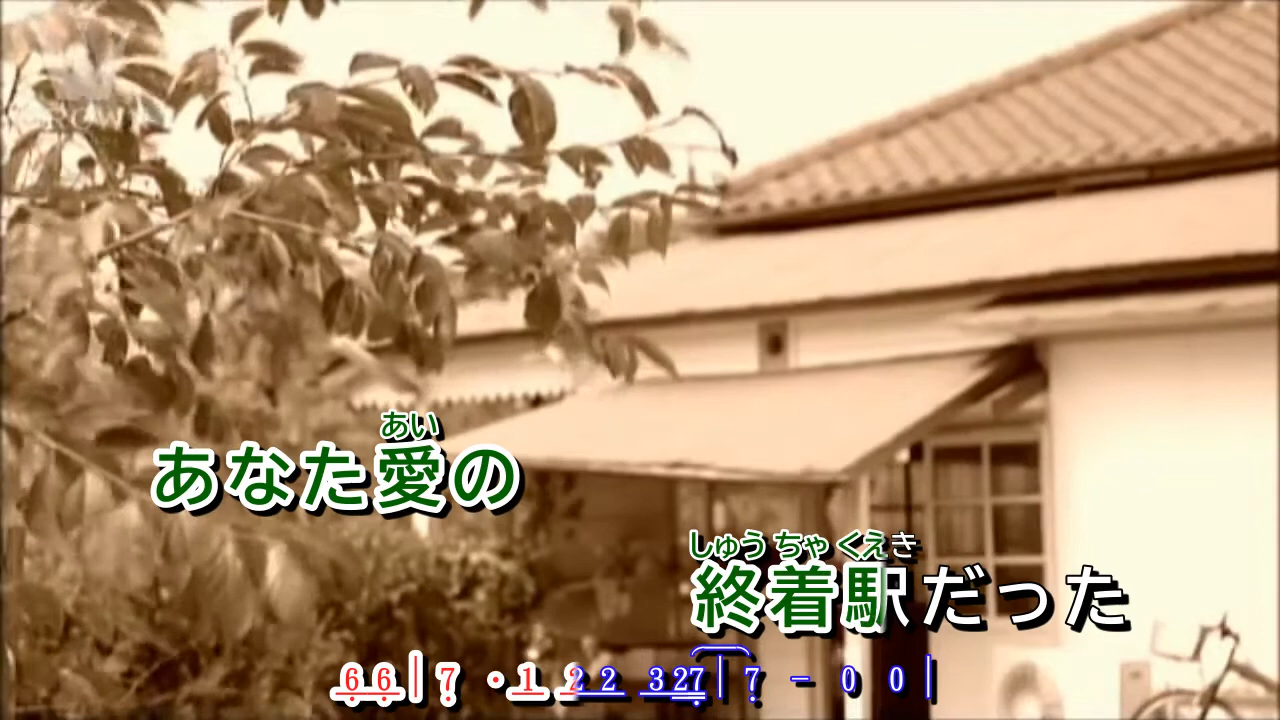 あい
あなた愛の
しゅう ちゃ くえき
終着駅だった
6 6 | 7 · 1 2 2 2 3 2 7 | 7 - 0 0 |